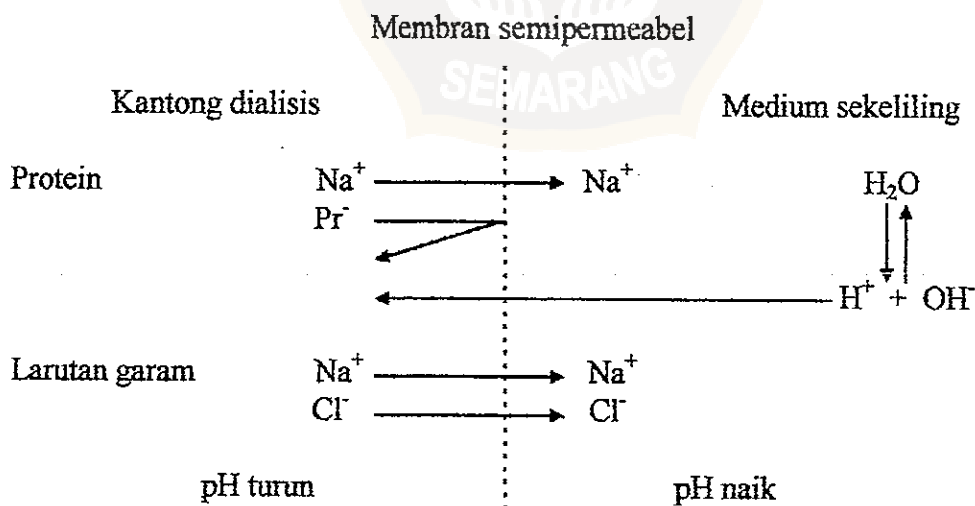 Membran semipermeabel
SEMARANG
Kantong dialisis Medium sekeliling
Protein Na⁺ Na⁺ H₂O
Pr⁻
H⁺ + OH⁻
Larutan garam Na⁺ Na⁺
Cl⁻ Cl⁻
pH turun pH naik